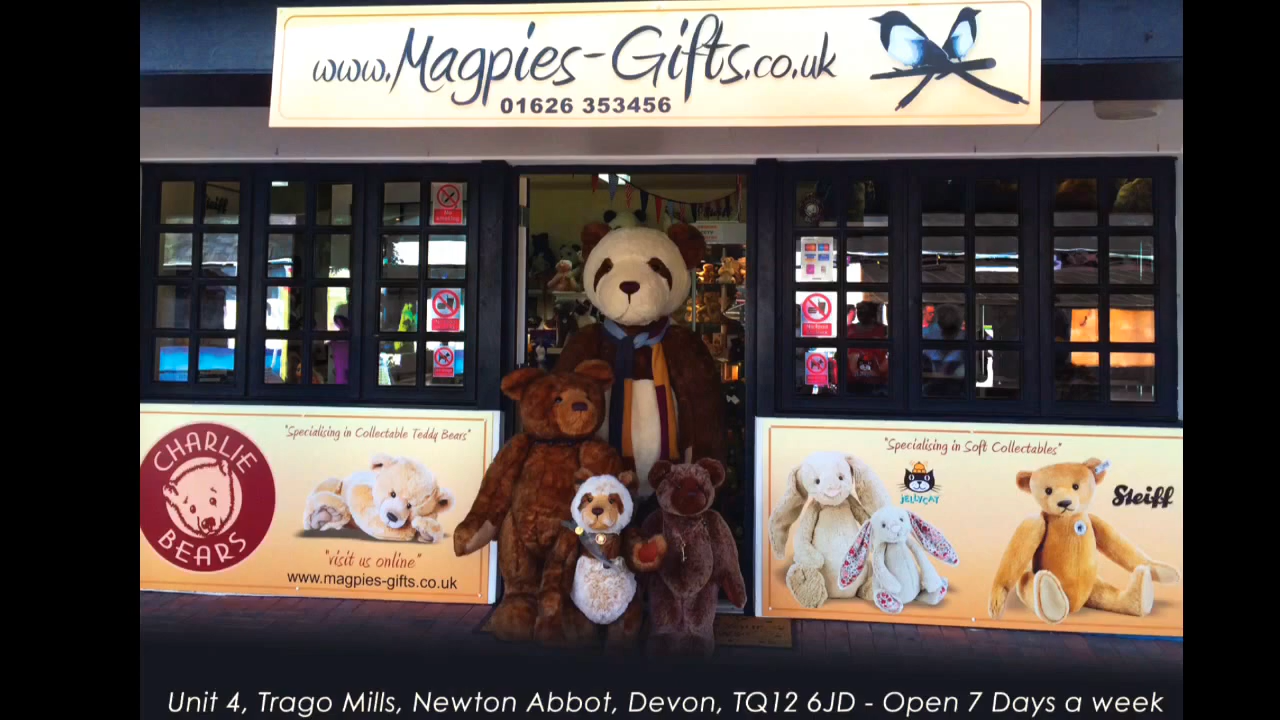 www.Magpies-Gifts.co.uk
01626 353456
"Specialising in Collectable Teddy Bears"
CHARLIE
BEARS
"visit us online"
www.magpies-gifts.co.uk
"Specialising in Soft Collectables"
JELLYCAT
Steiff
Unit 4, Trago Mills, Newton Abbot, Devon, TQ12 6JD - Open 7 Days a week